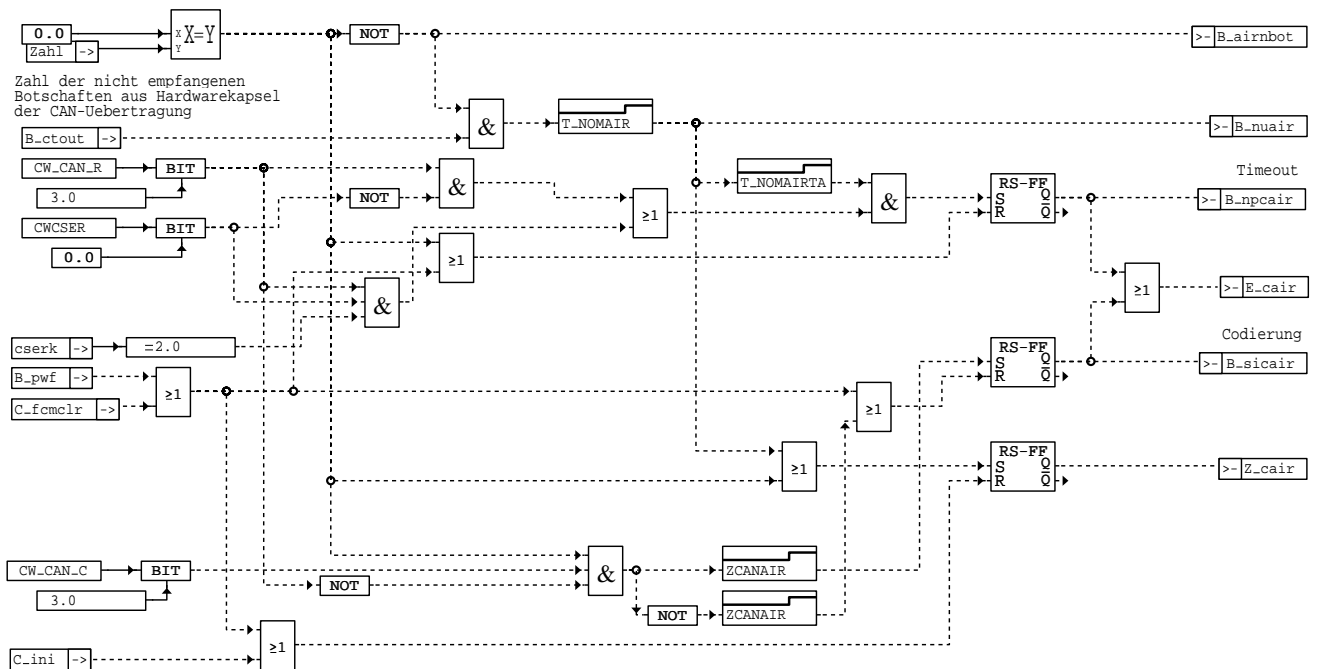 0.0
X
Y
X=Y
NOT
>- B_airnbot
Zahl ->
Zahl der nicht empfangenen
Botschaften aus Hardwarekapsel
der CAN-Uebertragung
&
T_NOMAIR
>- B_nuair
B_ctout ->
CW_CAN_R
BIT
3.0
&
NOT
T_NOMAIRTA
&
RS-FF
S Q
R Q̅
Timeout
>- B_npcair
≥1
CWCSER
BIT
0.0
≥1
&
≥1
>- E_cair
cserk ->
=2.0
Codierung
RS-FF
S Q
R Q̅
>- B_sicair
B_pwf ->
≥1
C_fcmclr ->
≥1
≥1
RS-FF
S Q
R Q̅
>- Z_cair
CW_CAN_C
BIT
3.0
NOT
&
ZCANAIR
NOT
ZCANAIR
≥1
C_ini ->